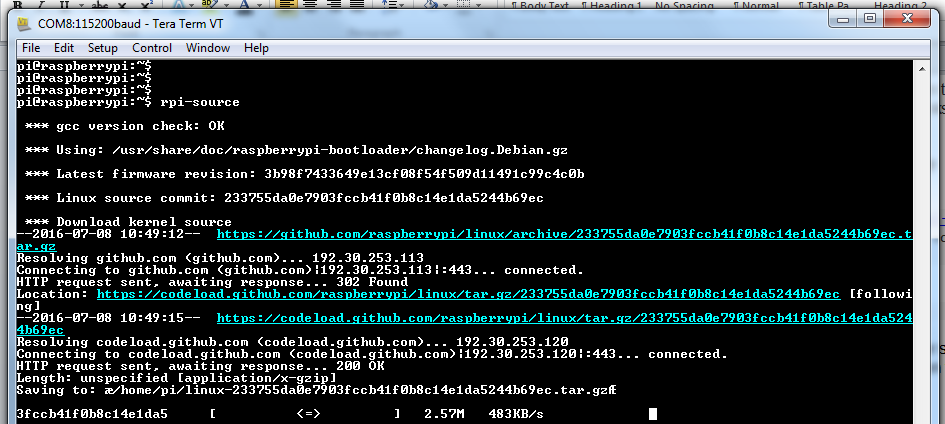 ¶ Body Text ¶ Heading 1 No Spacing ¶ Normal ¶ Table Pa... Heading 2
COM8:115200baud - Tera Term VT
File Edit Setup Control Window Help
pi@raspberrypi:~$
pi@raspberrypi:~$
pi@raspberrypi:~$
pi@raspberrypi:~$ rpi-source
*** gcc version check: OK
*** Using: /usr/share/doc/raspberrypi-bootloader/changelog.Debian.gz
*** Latest firmware revision: 3b98f7433649e13cf08f54f509d11491c99c4c0b
*** Linux source commit: 233755da0e7903fccb41f0b8c14e1da5244b69ec
*** Download kernel source
--2016-07-08 10:49:12-- https://github.com/raspberrypi/linux/archive/233755da0e7903fccb41f0b8c14e1da5244b69ec.t
ar.gz
Resolving github.com (github.com)... 192.30.253.113
Connecting to github.com (github.com)|192.30.253.113|:443... connected.
HTTP request sent, awaiting response... 302 Found
Location: https://codeload.github.com/raspberrypi/linux/tar.gz/233755da0e7903fccb41f0b8c14e1da5244b69ec [followi
ng]
--2016-07-08 10:49:15-- https://codeload.github.com/raspberrypi/linux/tar.gz/233755da0e7903fccb41f0b8c14e1da524
4b69ec
Resolving codeload.github.com (codeload.github.com)... 192.30.253.120
Connecting to codeload.github.com (codeload.github.com)|192.30.253.120|:443... connected.
HTTP request sent, awaiting response... 200 OK
Length: unspecified [application/x-gzip]
Saving to: æ/home/pi/linux-233755da0e7903fccb41f0b8c14e1da5244b69ec.tar.gzÆ
3fccb41f0b8c14e1da5 [ <=> ] 2.57M 483KB/s